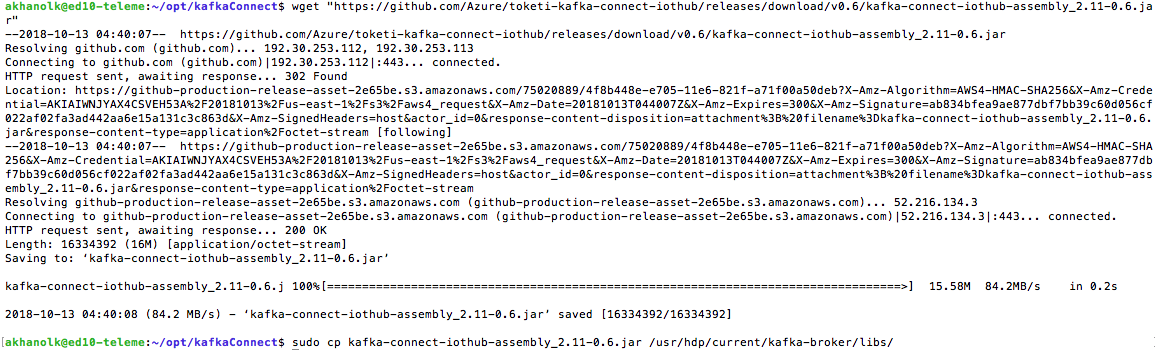 akhanolk@ed10-teleme:~/opt/kafkaConnect$ wget "https://github.com/Azure/toketi-kafka-connect-iothub/releases/download/v0.6/kafka-connect-iothub-assembly_2.11-0.6.ja
r"
--2018-10-13 04:40:07--  https://github.com/Azure/toketi-kafka-connect-iothub/releases/download/v0.6/kafka-connect-iothub-assembly_2.11-0.6.jar
Resolving github.com (github.com)... 192.30.253.112, 192.30.253.113
Connecting to github.com (github.com)|192.30.253.112|:443... connected.
HTTP request sent, awaiting response... 302 Found
Location: https://github-production-release-asset-2e65be.s3.amazonaws.com/75020889/4f8b448e-e705-11e6-821f-a71f00a50deb?X-Amz-Algorithm=AWS4-HMAC-SHA256&X-Amz-Crede
ntial=AKIAIWNJYAX4CSVEH53A%2F20181013%2Fus-east-1%2Fs3%2Faws4_request&X-Amz-Date=20181013T044007Z&X-Amz-Expires=300&X-Amz-Signature=ab834bfea9ae877dbf7bb39c60d056cf
022af02fa3ad442aa6e15a131c3c863d&X-Amz-SignedHeaders=host&actor_id=0&response-content-disposition=attachment%3B%20filename%3Dkafka-connect-iothub-assembly_2.11-0.6.
jar&response-content-type=application%2Foctet-stream [following]
--2018-10-13 04:40:07--  https://github-production-release-asset-2e65be.s3.amazonaws.com/75020889/4f8b448e-e705-11e6-821f-a71f00a50deb?X-Amz-Algorithm=AWS4-HMAC-SHA
256&X-Amz-Credential=AKIAIWNJYAX4CSVEH53A%2F20181013%2Fus-east-1%2Fs3%2Faws4_request&X-Amz-Date=20181013T044007Z&X-Amz-Expires=300&X-Amz-Signature=ab834bfea9ae877db
f7bb39c60d056cf022af02fa3ad442aa6e15a131c3c863d&X-Amz-SignedHeaders=host&actor_id=0&response-content-disposition=attachment%3B%20filename%3Dkafka-connect-iothub-ass
embly_2.11-0.6.jar&response-content-type=application%2Foctet-stream
Resolving github-production-release-asset-2e65be.s3.amazonaws.com (github-production-release-asset-2e65be.s3.amazonaws.com)... 52.216.134.3
Connecting to github-production-release-asset-2e65be.s3.amazonaws.com (github-production-release-asset-2e65be.s3.amazonaws.com)|52.216.134.3|:443... connected.
HTTP request sent, awaiting response... 200 OK
Length: 16334392 (16M) [application/octet-stream]
Saving to: ‘kafka-connect-iothub-assembly_2.11-0.6.jar’
kafka-connect-iothub-assembly_2.11-0.6.j 100%[==================================================================================>]  15.58M  84.2MB/s    in 0.2s
2018-10-13 04:40:08 (84.2 MB/s) - ‘kafka-connect-iothub-assembly_2.11-0.6.jar’ saved [16334392/16334392]
[akhanolk@ed10-teleme:~/opt/kafkaConnect$ sudo cp kafka-connect-iothub-assembly_2.11-0.6.jar /usr/hdp/current/kafka-broker/libs/